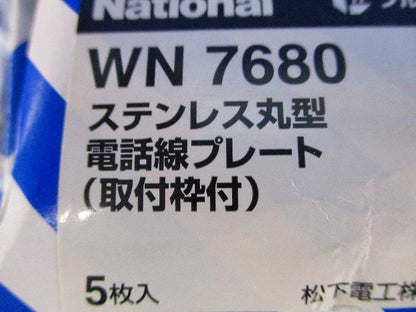 National
WN 7680
ステンレス丸型
電話線プレート
(取付枠付)
5枚入
松下電工株